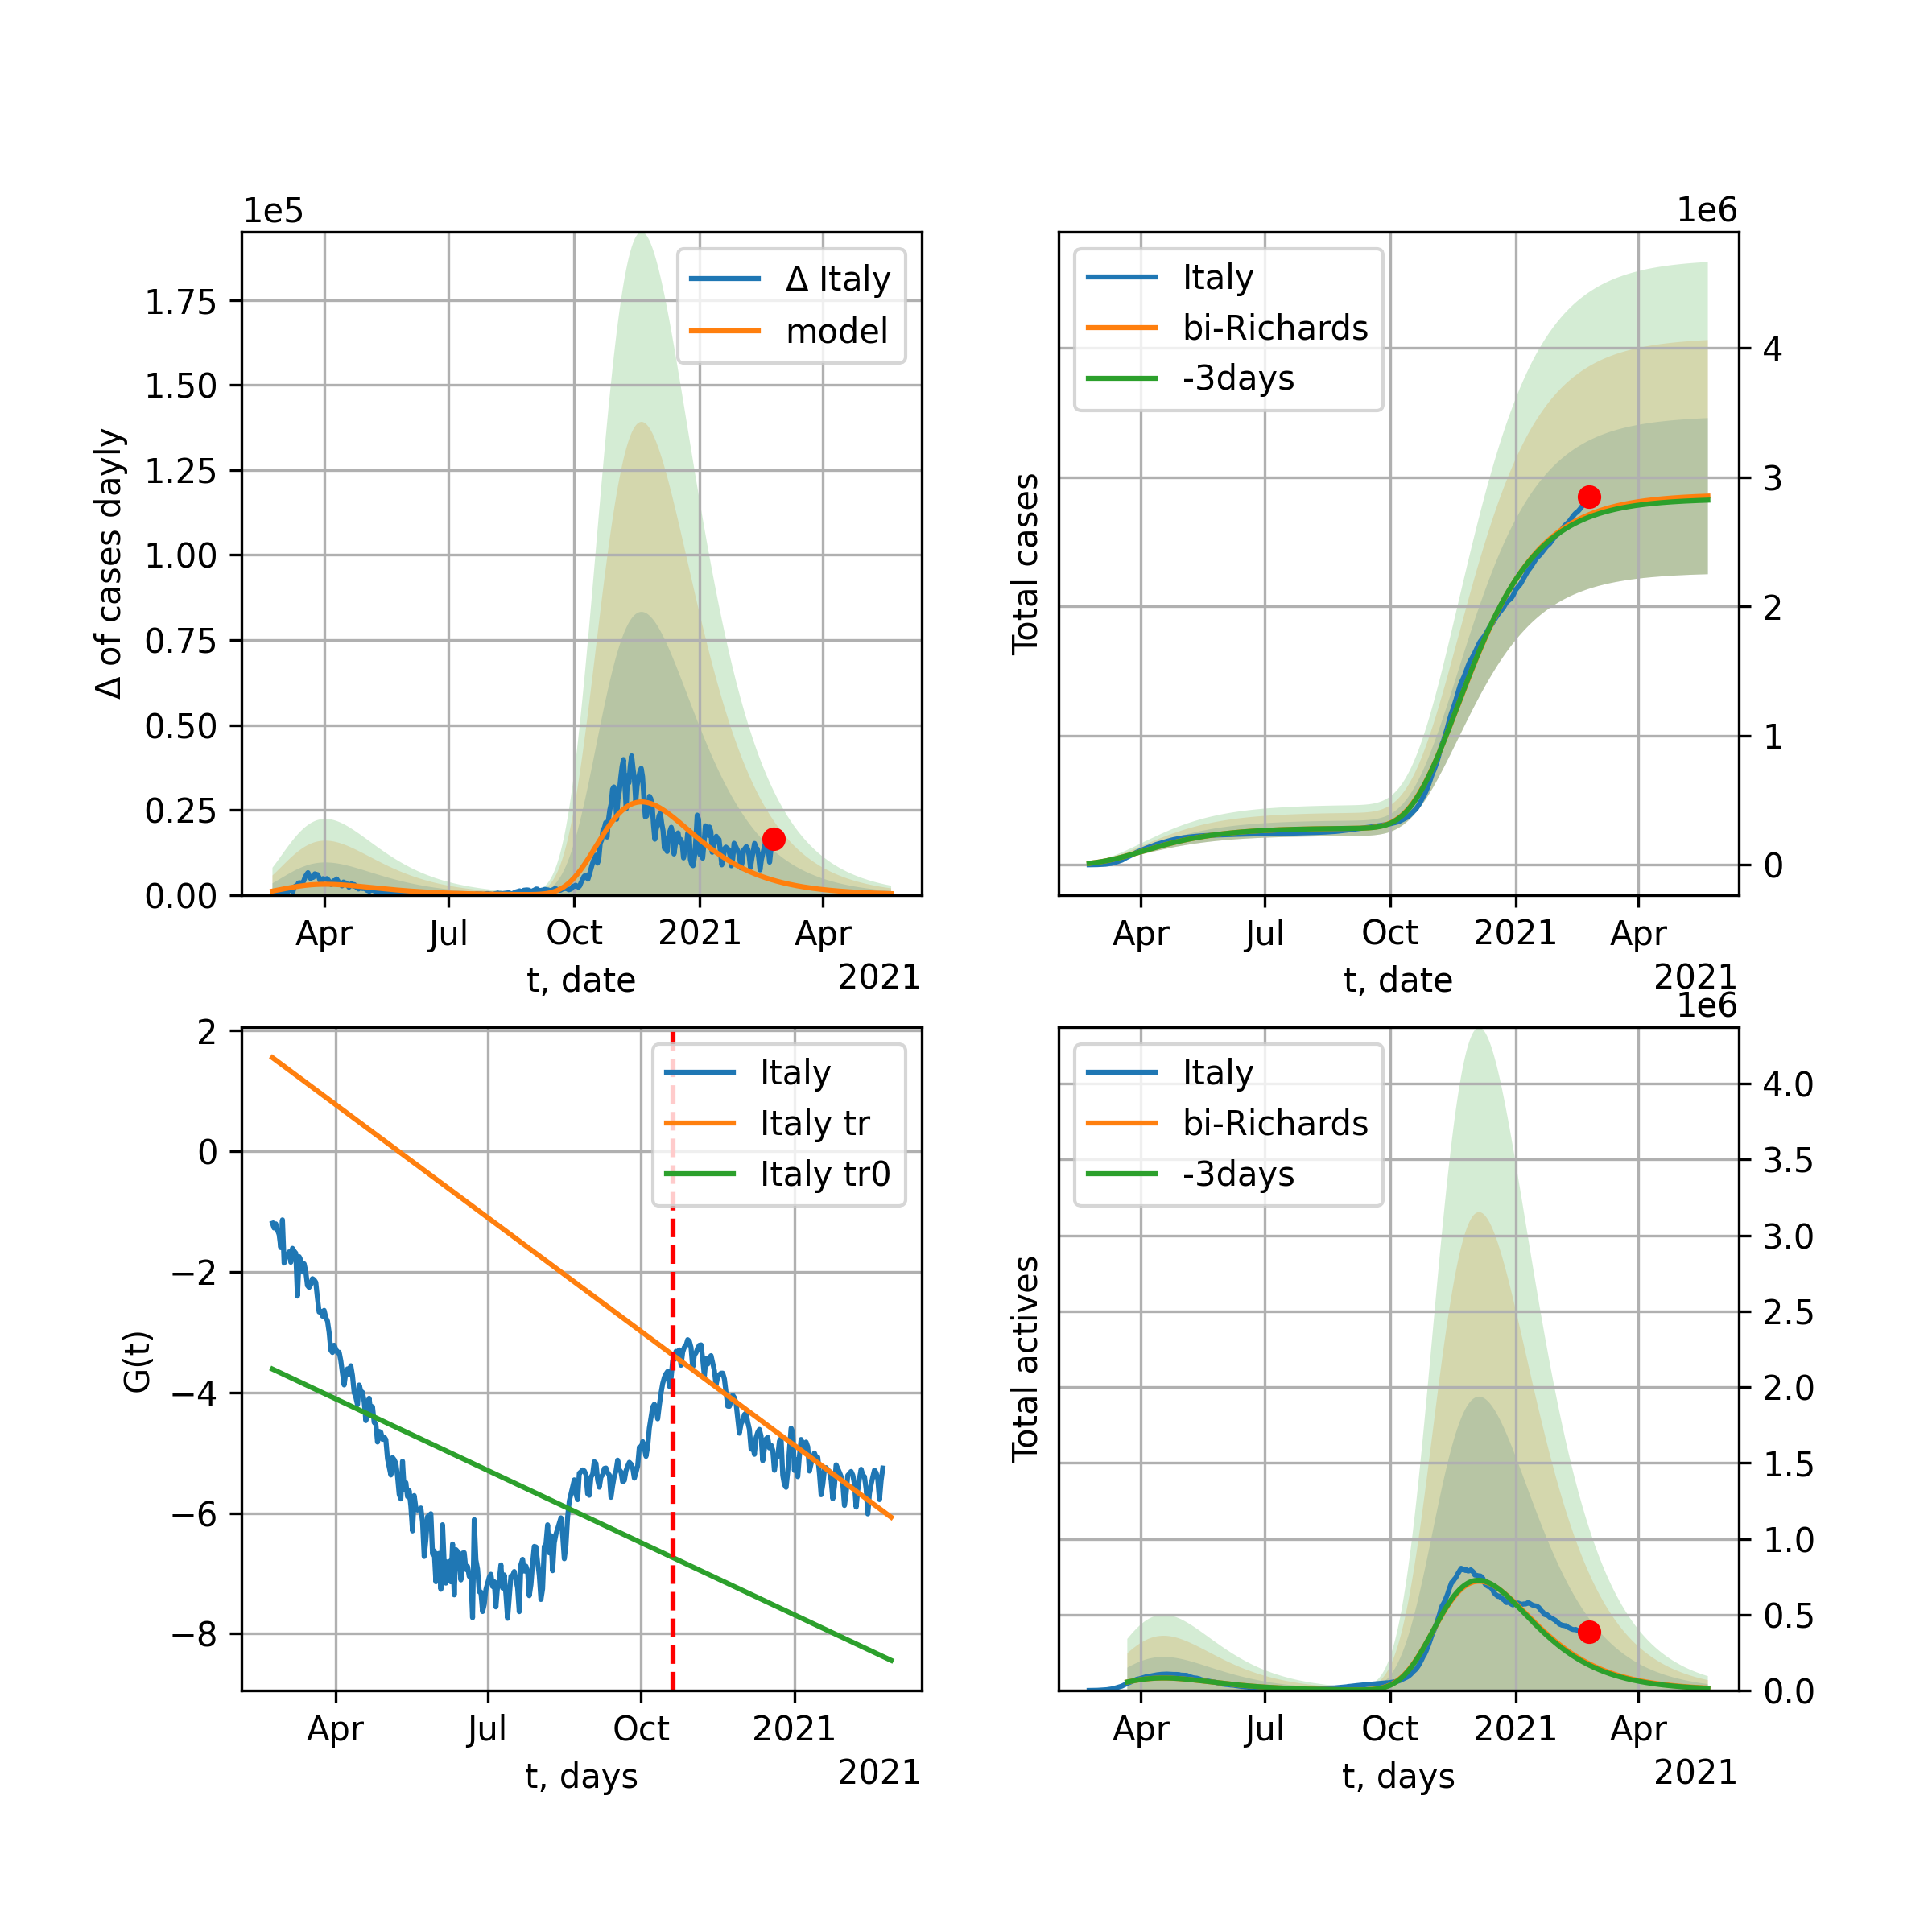 1e5
Δ Italy
model
1.75
1.50
1.25
1.00
0.75
0.50
0.25
0.00
Δ of cases dayly
Apr
Jul
Oct
2021
Apr
t, date
2021
1e6
Italy
bi-Richards
-3days
4
3
2
1
0
Total cases
Apr
Jul
Oct
2021
Apr
t, date
2021
Italy
Italy tr
Italy tr0
2
0
−2
−4
−6
−8
G(t)
Apr
Jul
Oct
2021
t, days
2021
1e6
Italy
bi-Richards
-3days
4.0
3.5
3.0
2.5
2.0
1.5
1.0
0.5
0.0
Total actives
Apr
Jul
Oct
2021
Apr
t, days
2021